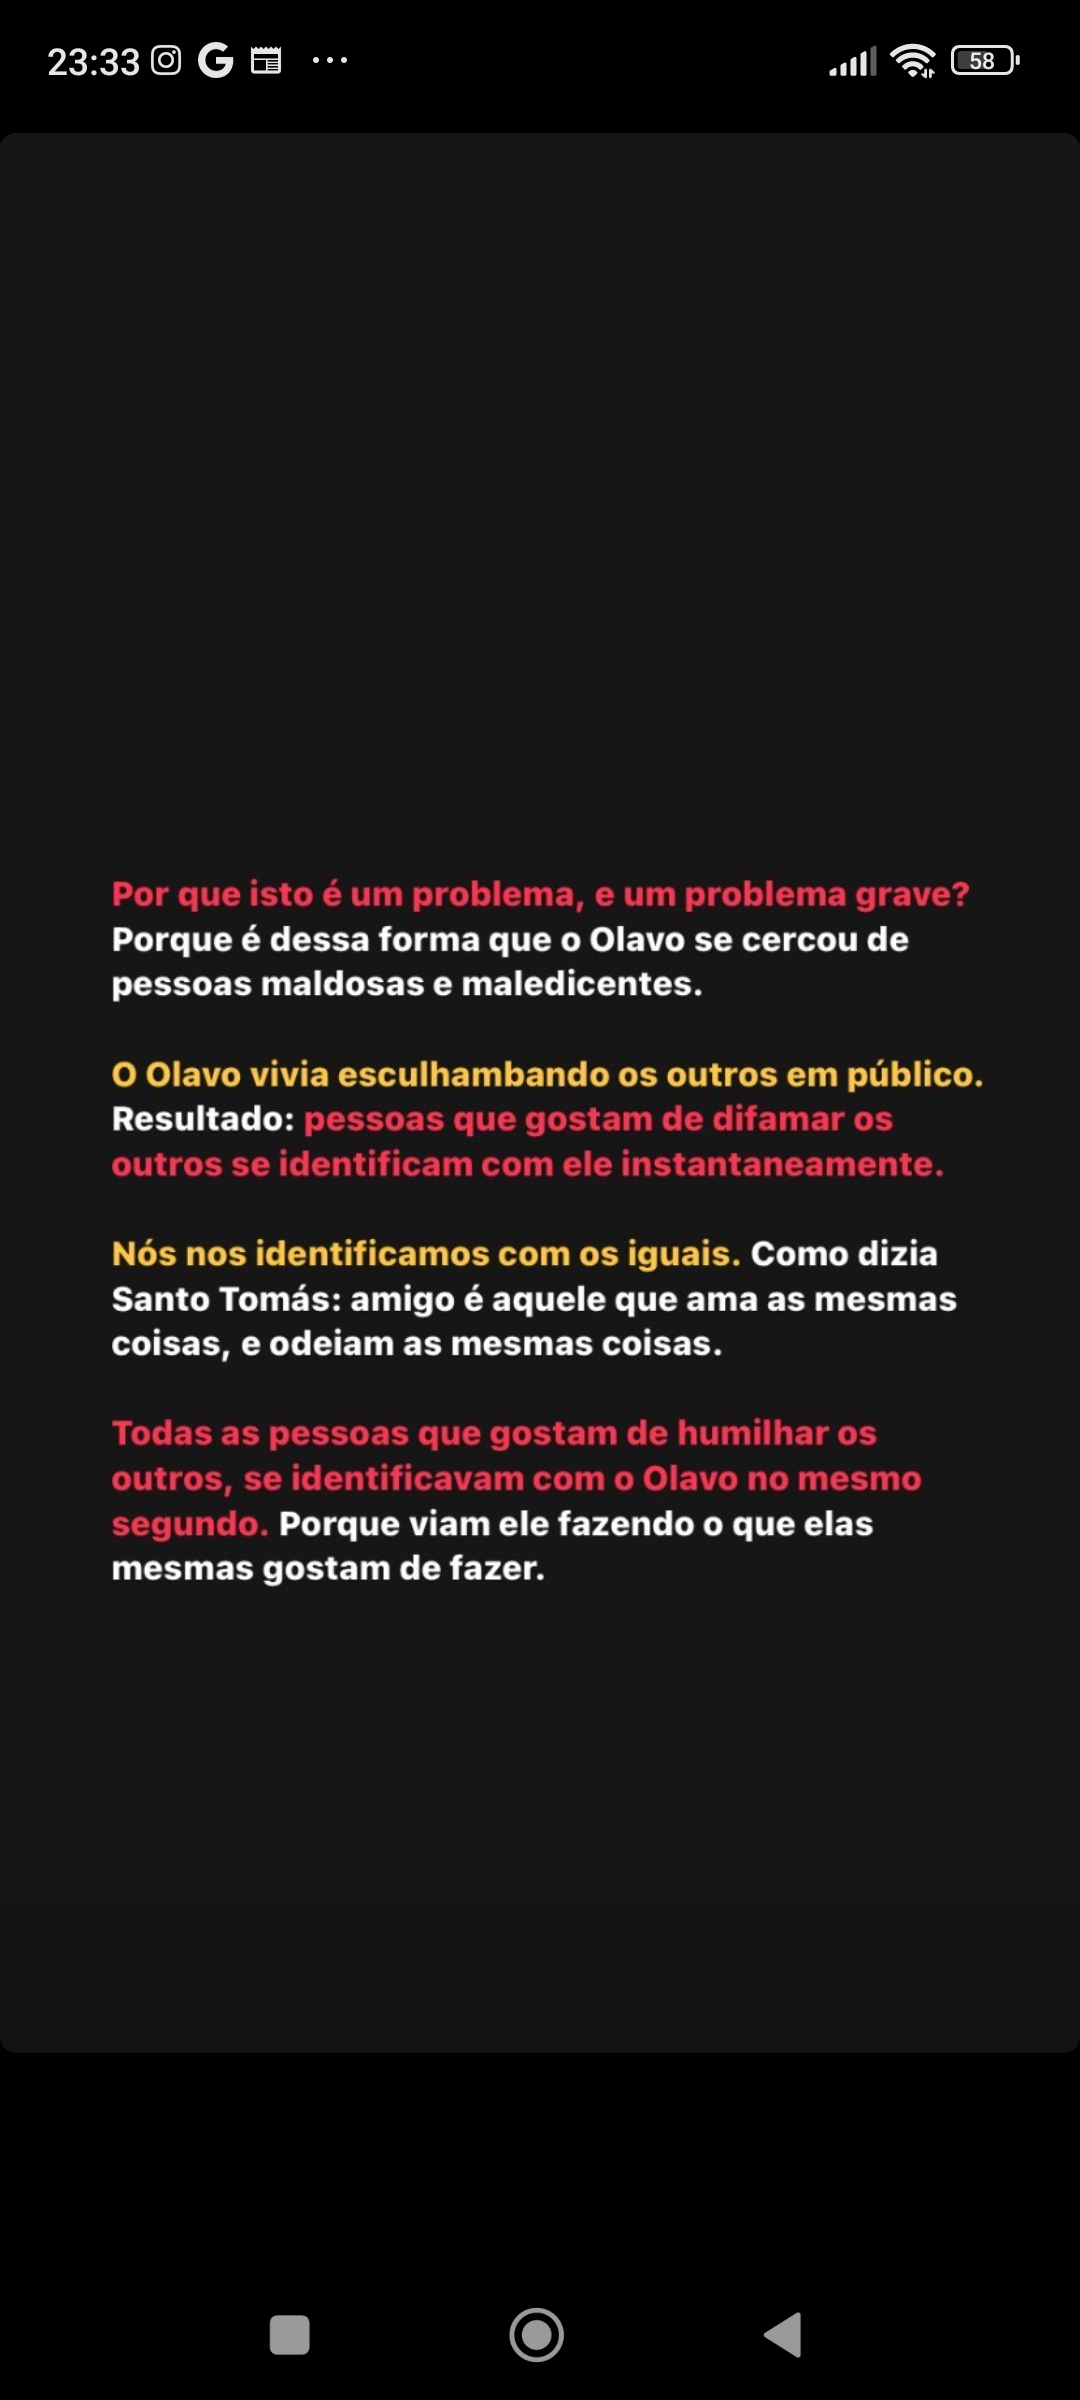 23:33
58
Por que isto é um problema, e um problema grave?
Porque é dessa forma que o Olavo se cercou de
pessoas maldosas e maledicentes.
O Olavo vivia esculhambando os outros em público.
Resultado: pessoas que gostam de difamar os
outros se identificam com ele instantaneamente.
Nós nos identificamos com os iguais. Como dizia
Santo Tomás: amigo é aquele que ama as mesmas
coisas, e odeiam as mesmas coisas.
Todas as pessoas que gostam de humilhar os
outros, se identificavam com o Olavo no mesmo
segundo. Porque viam ele fazendo o que elas
mesmas gostam de fazer.